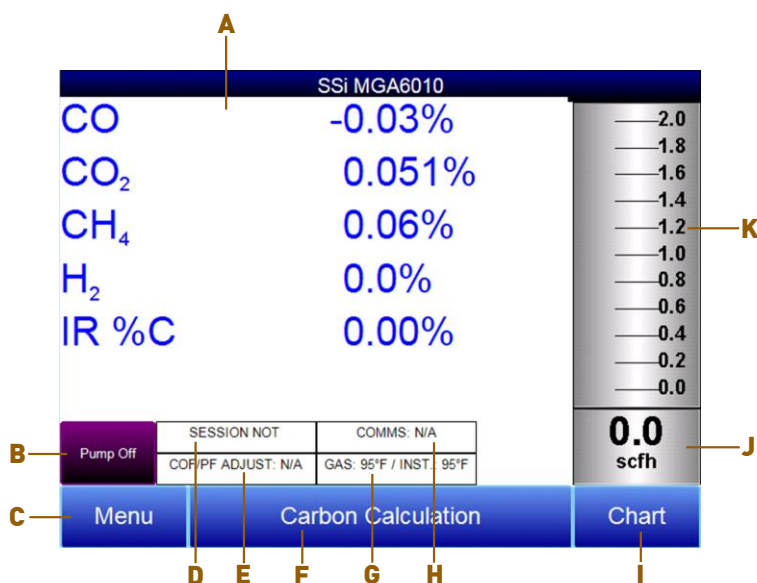 A
SSi MGA6010
CO -0.03%
CO₂ 0.051%
CH₄ 0.06%
H₂ 0.0%
IR %C 0.00%
2.0
1.8
1.6
1.4
1.2
1.0
0.8
0.6
0.4
0.2
0.0
K
B
Pump Off
SESSION NOT
COMMS: N/A
COF/PF ADJUST: N/A
GAS: 95°F / INST.: 95°F
0.0
scfh
J
C
Menu
Carbon Calculation
Chart
D E F G H I